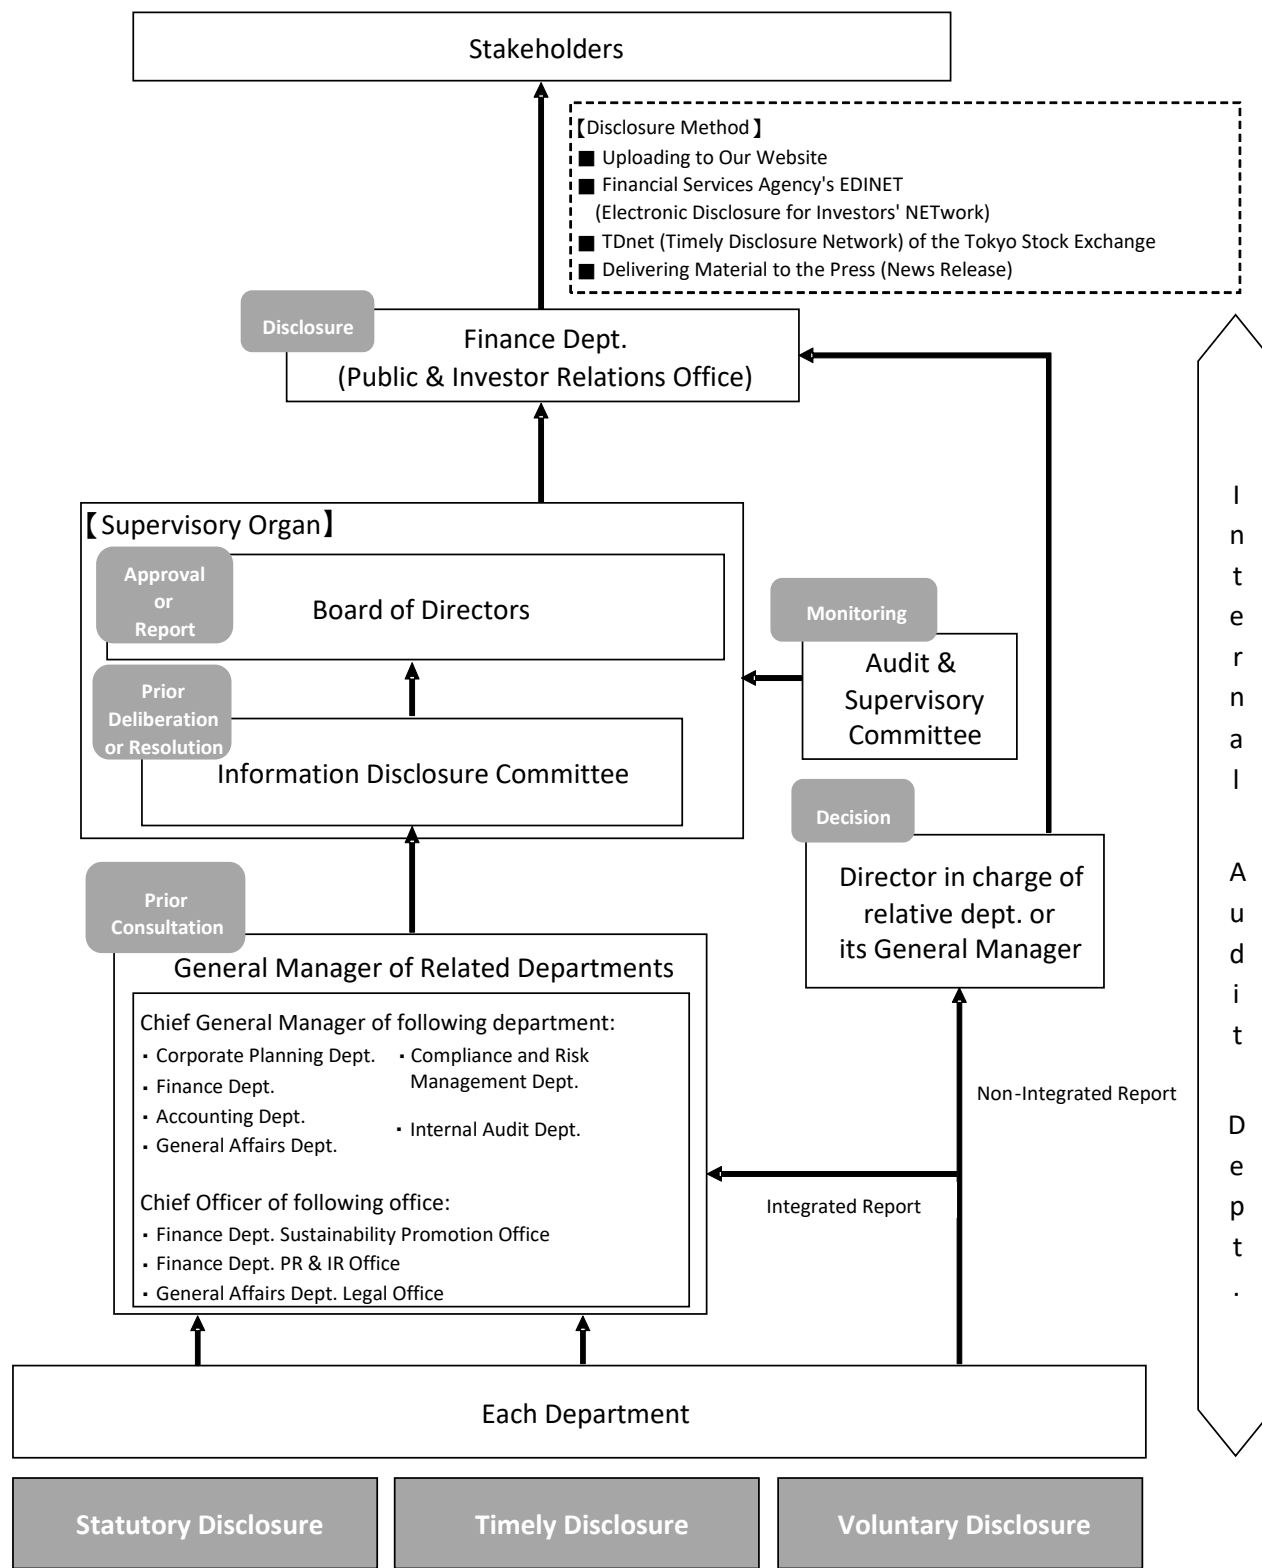 Stakeholders
【Disclosure Method】
■ Uploading to Our Website
■ Financial Services Agency's EDINET
(Electronic Disclosure for Investors' NETwork)
■ TDnet (Timely Disclosure Network) of the Tokyo Stock Exchange
■ Delivering Material to the Press (News Release)
Disclosure
Finance Dept.
(Public & Investor Relations Office)
【Supervisory Organ】
Approval
or
Report
Board of Directors
Monitoring
Audit &
Supervisory
Committee
Prior
Deliberation
or Resolution
Information Disclosure Committee
Decision
Director in charge of
relative dept. or
its General Manager
Prior
Consultation
General Manager of Related Departments
Chief General Manager of following department:
・Corporate Planning Dept.
・Finance Dept.
・Accounting Dept.
・General Affairs Dept.
・Compliance and Risk
Management Dept.
・Internal Audit Dept.
Chief Officer of following office:
・Finance Dept. Sustainability Promotion Office
・Finance Dept. PR & IR Office
・General Affairs Dept. Legal Office
Non-Integrated Report
Integrated Report
Internal Audit Dept.
Each Department
Statutory Disclosure
Timely Disclosure
Voluntary Disclosure